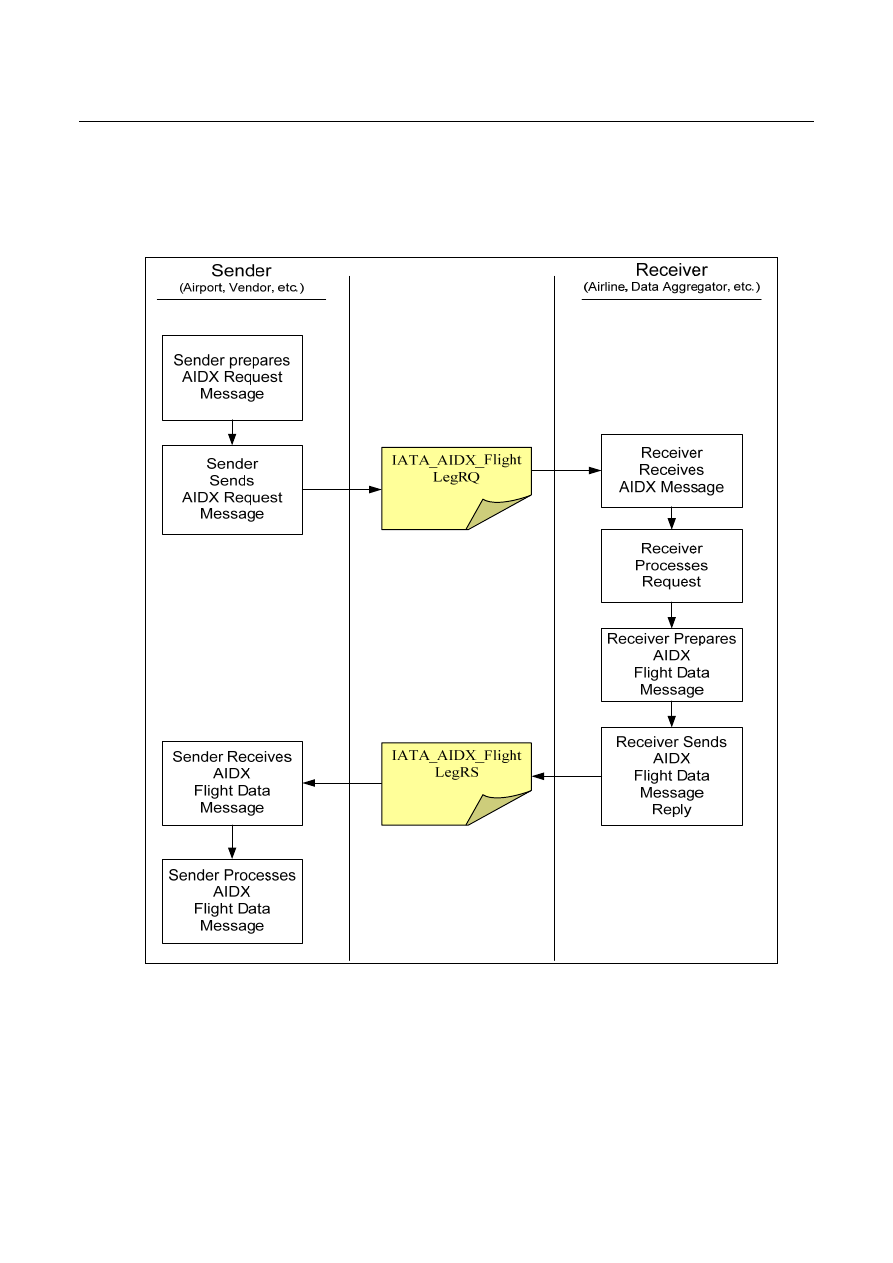 Sender
(Airport, Vendor, etc.)
Receiver
(Airline, Data Aggregator, etc.)
Sender prepares
AIDX Request
Message
Sender
Sends
AIDX Request
Message
IATA_AIDX_Flight
LegRQ
Receiver
Receives
AIDX Message
Receiver
Processes
Request
Receiver Prepares
AIDX
Flight Data
Message
Receiver Sends
AIDX
Flight Data
Message
Reply
IATA_AIDX_Flight
LegRS
Sender Receives
AIDX
Flight Data
Message
Sender Processes
AIDX
Flight Data
Message